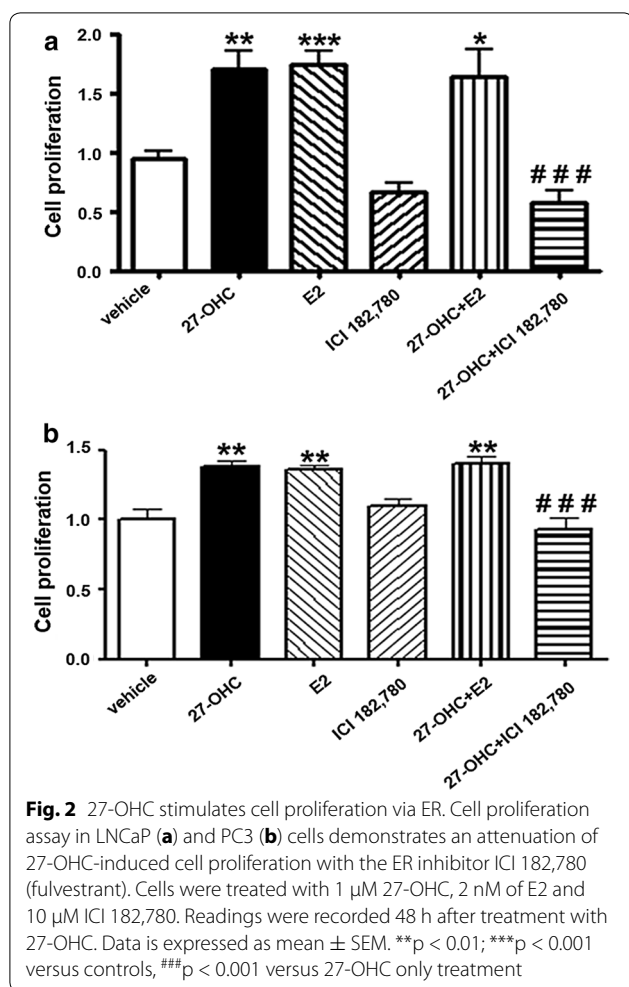 a
2.0
1.5
1.0
0.5
0.0
Cell proliferation
** *** * ###
vehicle 27-OHC E2 ICI 182,780 27-OHC+E2 27-OHC+ICI 182,780
b
1.5
1.0
0.5
0.0
Cell proliferation
** ** ** ###
vehicle 27-OHC E2 ICI 182,780 27-OHC+E2 27-OHC+ICI 182,780
Fig. 2 27-OHC stimulates cell proliferation via ER. Cell proliferation
assay in LNCaP (a) and PC3 (b) cells demonstrates an attenuation of
27-OHC-induced cell proliferation with the ER inhibitor ICI 182,780
(fulvestrant). Cells were treated with 1 μM 27-OHC, 2 nM of E2 and
10 μM ICI 182,780. Readings were recorded 48 h after treatment with
27-OHC. Data is expressed as mean ± SEM. **p < 0.01; ***p < 0.001
versus controls, ###p < 0.001 versus 27-OHC only treatment